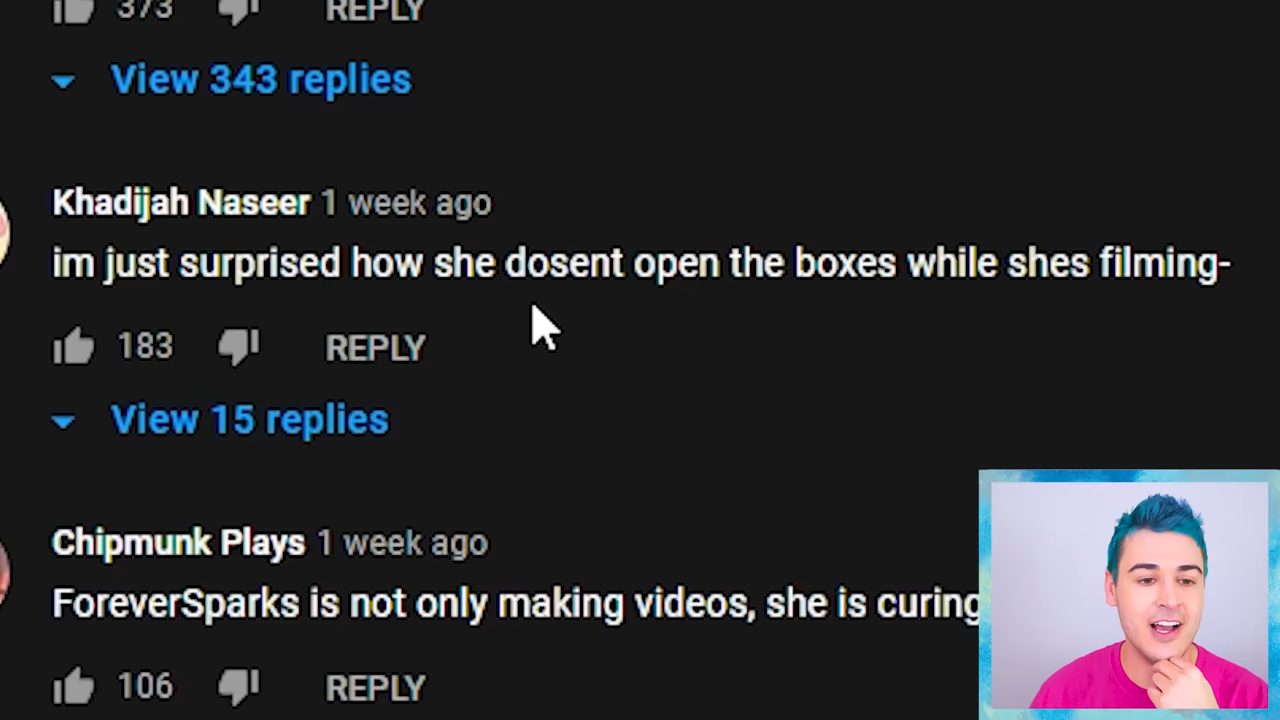 373 REPLY
View 343 replies
Khadijah Naseer 1 week ago
im just surprised how she dosent open the boxes while shes filming-
183 REPLY
View 15 replies
Chipmunk Plays 1 week ago
ForeverSparks is not only making videos, she is curing
106 REPLY